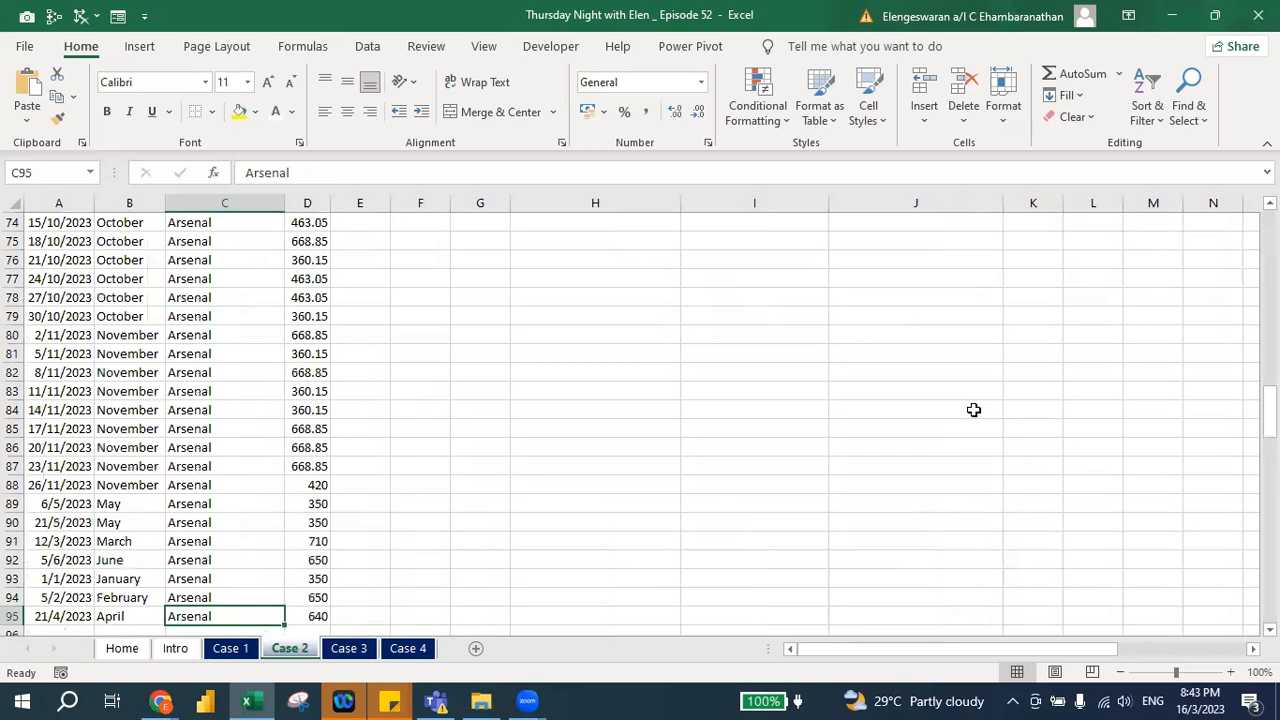 Thursday Night with Elen _ Episode 52 - Excel
Elengeswaran a/l C Ehambaranathan
File Home Insert Page Layout Formulas Data Review View Developer Help Power Pivot Tell me what you want to do Share
Paste
Calibri 11
B I U A
Wrap Text
Merge & Center
General
%
Conditional Formatting
Format as Table
Cell Styles
Insert
Delete
Format
AutoSum
Fill
Clear
Sort & Filter
Find & Select
Clipboard Font Alignment Number Styles Cells Editing
C95 fx Arsenal
A B C D E F G H I J K L M N
74 15/10/2023 October Arsenal 463.05
75 18/10/2023 October Arsenal 668.85
76 21/10/2023 October Arsenal 360.15
77 24/10/2023 October Arsenal 463.05
78 27/10/2023 October Arsenal 463.05
79 30/10/2023 October Arsenal 360.15
80 2/11/2023 November Arsenal 668.85
81 5/11/2023 November Arsenal 360.15
82 8/11/2023 November Arsenal 668.85
83 11/11/2023 November Arsenal 360.15
84 14/11/2023 November Arsenal 360.15
85 17/11/2023 November Arsenal 668.85
86 20/11/2023 November Arsenal 668.85
87 23/11/2023 November Arsenal 668.85
88 26/11/2023 November Arsenal 420
89 6/5/2023 May Arsenal 350
90 21/5/2023 May Arsenal 350
91 12/3/2023 March Arsenal 710
92 5/6/2023 June Arsenal 650
93 1/1/2023 January Arsenal 350
94 5/2/2023 February Arsenal 650
95 21/4/2023 April Arsenal 640
Home Intro Case 1 Case 2 Case 3 Case 4
Ready 100%
100% 29°C Partly cloudy ENG 8:43 PM
16/3/2023 3